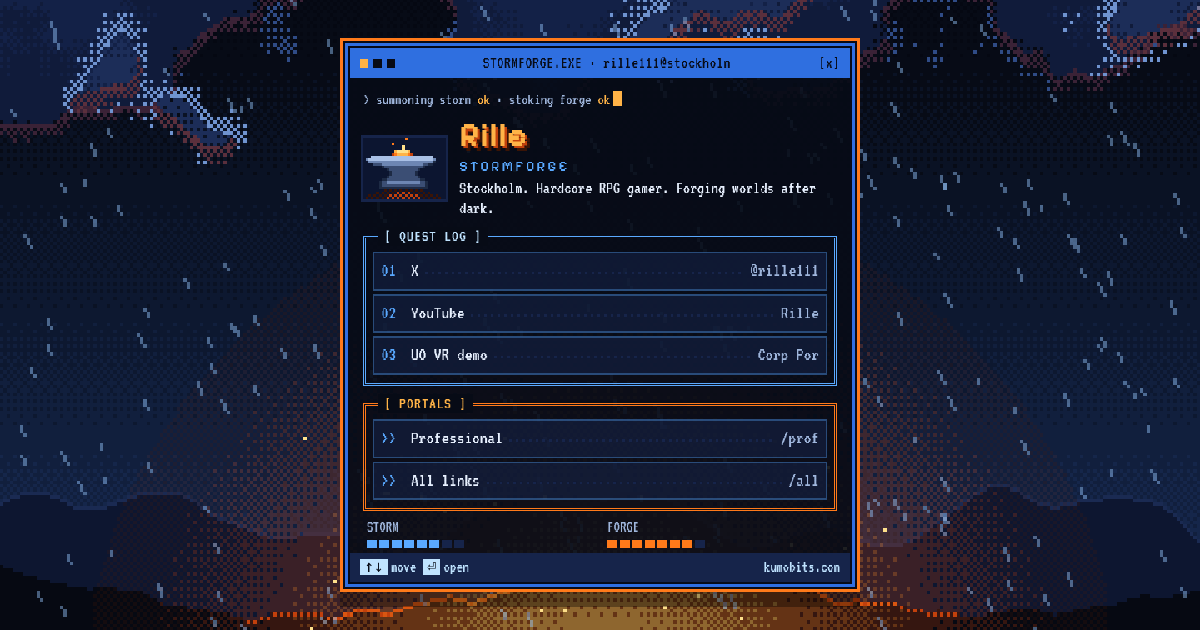 STORMFORGE.EXE · rille111@stockholm
[x]
❯ summoning storm ok · stoking forge ok
Rille
STORMFORGE
Stockholm. Hardcore RPG gamer. Forging worlds after
dark.
[ QUEST LOG ]
01 X @rille111
02 YouTube Rille
03 UO VR demo Corp Por
[ PORTALS ]
>> Professional /prof
>> All links /all
STORM FORGE
↑↓ move ⏎ open kumobits.com